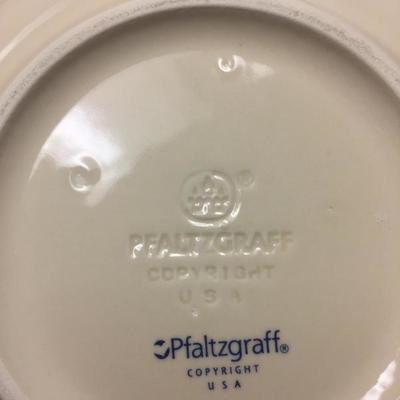 ®
PFALTZGRAFF
COPYRIGHT
USA
Pfaltzgraff®
COPYRIGHT
USA